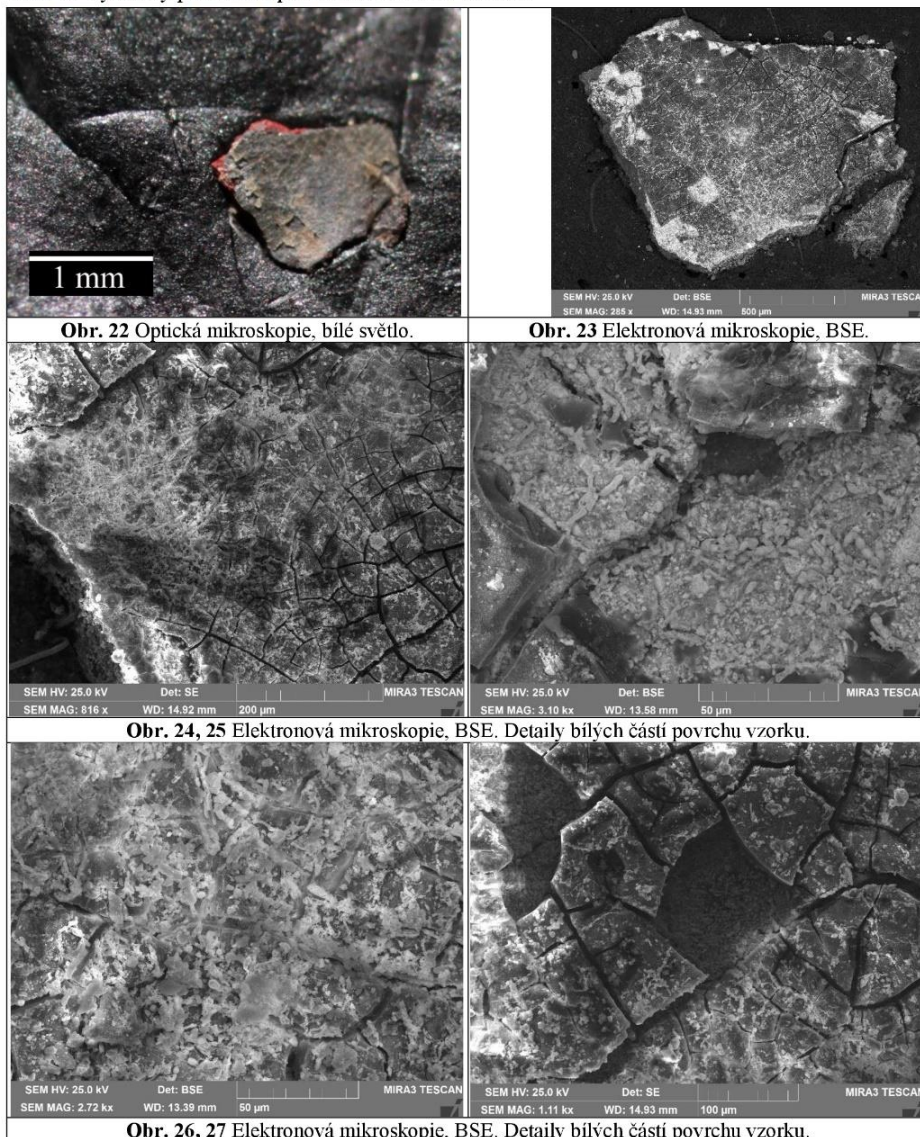 1 mm
SEM HV: 25.0 kV Det: BSE MIRA3 TESCAN
SEM MAG: 285 x WD: 14.93 mm 500 µm
Obr. 22 Optická mikroskopie, bílé světlo.
Obr. 23 Elektronová mikroskopie, BSE.
SEM HV: 25.0 kV Det: SE MIRA3 TESCAN
SEM MAG: 816 x WD: 14.92 mm 200 µm
SEM HV: 25.0 kV Det: BSE MIRA3 TESCAN
SEM MAG: 3.10 kx WD: 13.58 mm 50 µm
Obr. 24, 25 Elektronová mikroskopie, BSE. Detaily bílých částí povrchu vzorku.
SEM HV: 25.0 kV Det: BSE MIRA3 TESCAN
SEM MAG: 2.72 kx WD: 13.39 mm 50 µm
SEM HV: 25.0 kV Det: SE MIRA3 TESCAN
SEM MAG: 1.11 kx WD: 14.93 mm 100 µm
Obr. 26, 27 Elektronová mikroskopie, BSE. Detaily bílých částí povrchu vzorku.